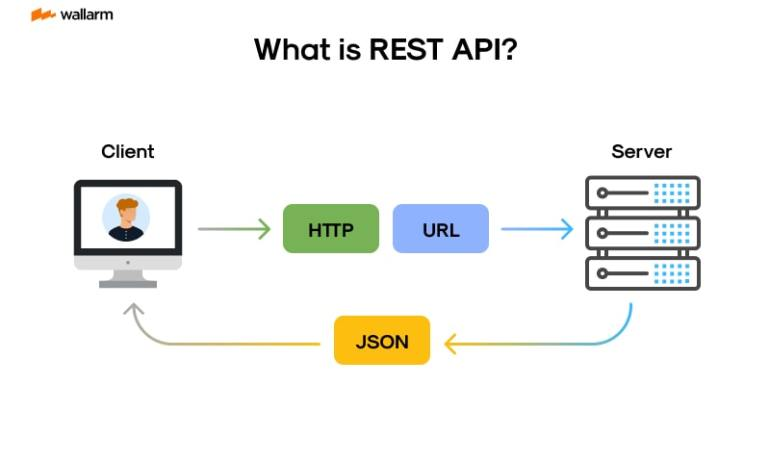 wallarm
What is REST API?
Client
Server
HTTP
URL
JSON